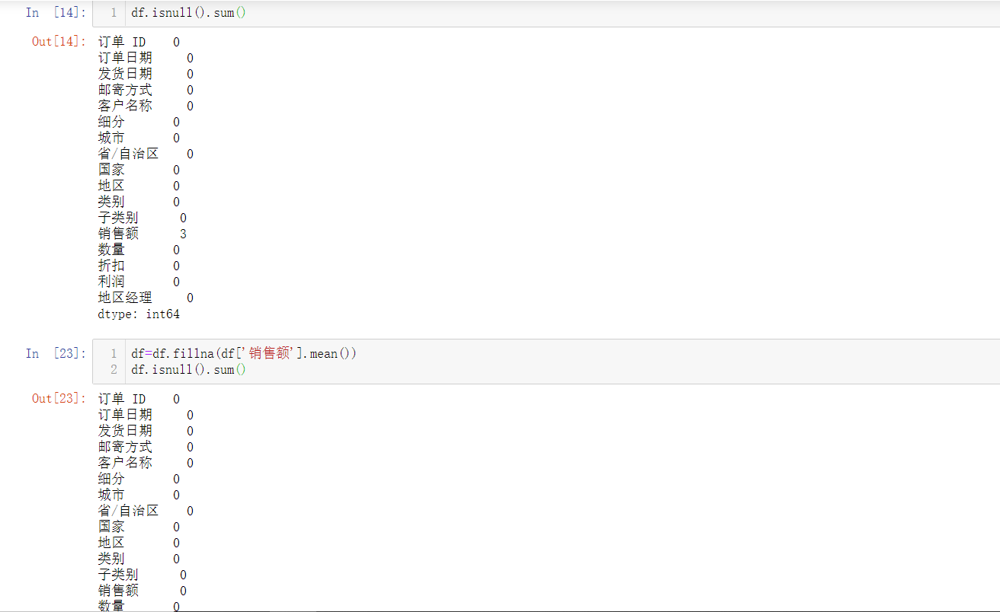 In [14]: 1 df.isnull().sum()
Out[14]: 订单 ID 0
订单日期 0
发货日期 0
邮寄方式 0
客户名称 0
细分 0
城市 0
省/自治区 0
国家 0
地区 0
类别 0
子类别 0
销售额 3
数量 0
折扣 0
利润 0
地区经理 0
dtype: int64
In [23]: 1 df=df.fillna(df['销售额'].mean())
2 df.isnull().sum()
Out[23]: 订单 ID 0
订单日期 0
发货日期 0
邮寄方式 0
客户名称 0
细分 0
城市 0
省/自治区 0
国家 0
地区 0
类别 0
子类别 0
销售额 0
数量 0